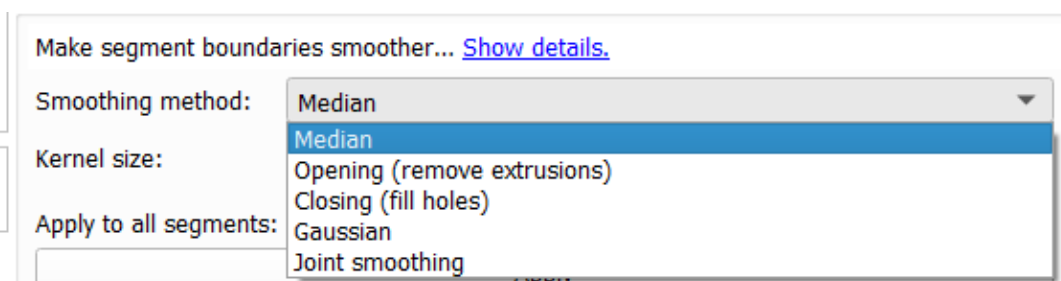 Make segment boundaries smoother... Show details.
Smoothing method: Median
Median
Kernel size:
Opening (remove extrusions)
Closing (fill holes)
Apply to all segments:
Gaussian
Joint smoothing